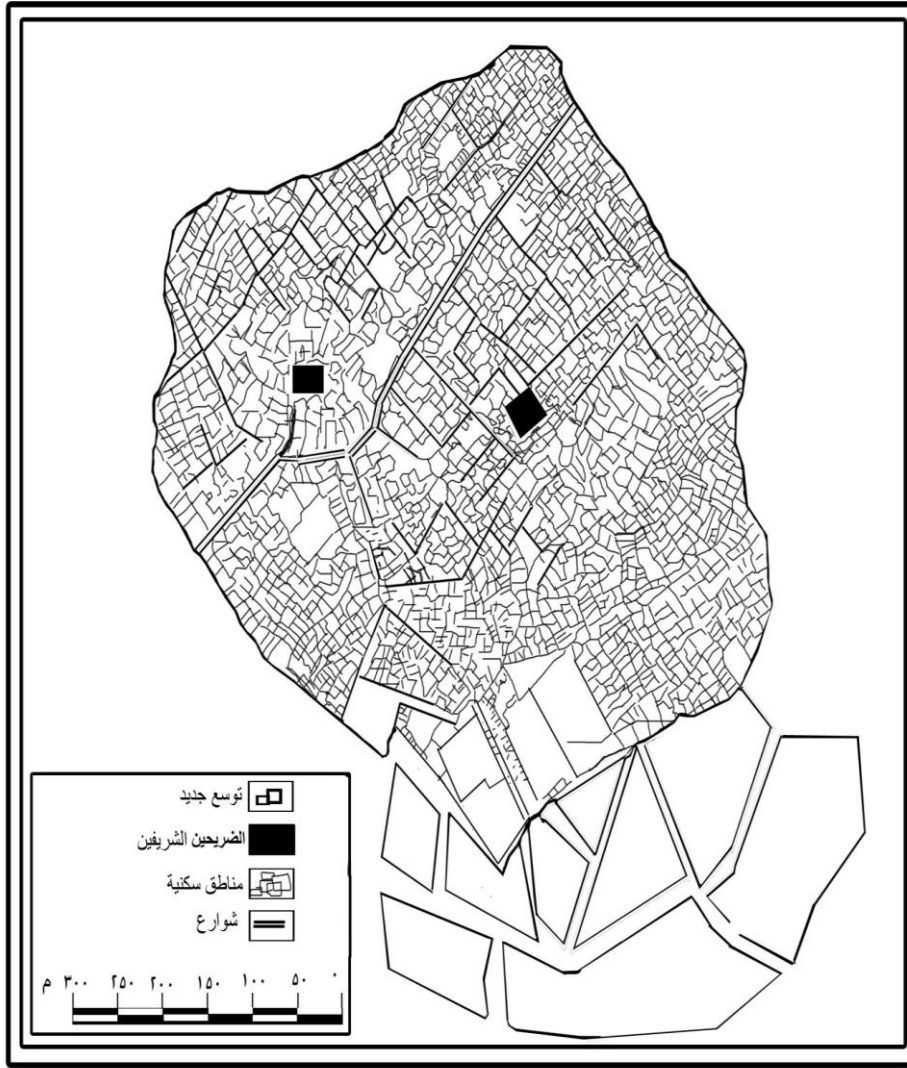 توسع جديد
الضريحين الشريفين
مناطق سكنية
شوارع
م ٣٠٠ ٢٥٠ ٢٠٠ ١٥٠ ١٠٠ ٥٠ ٠